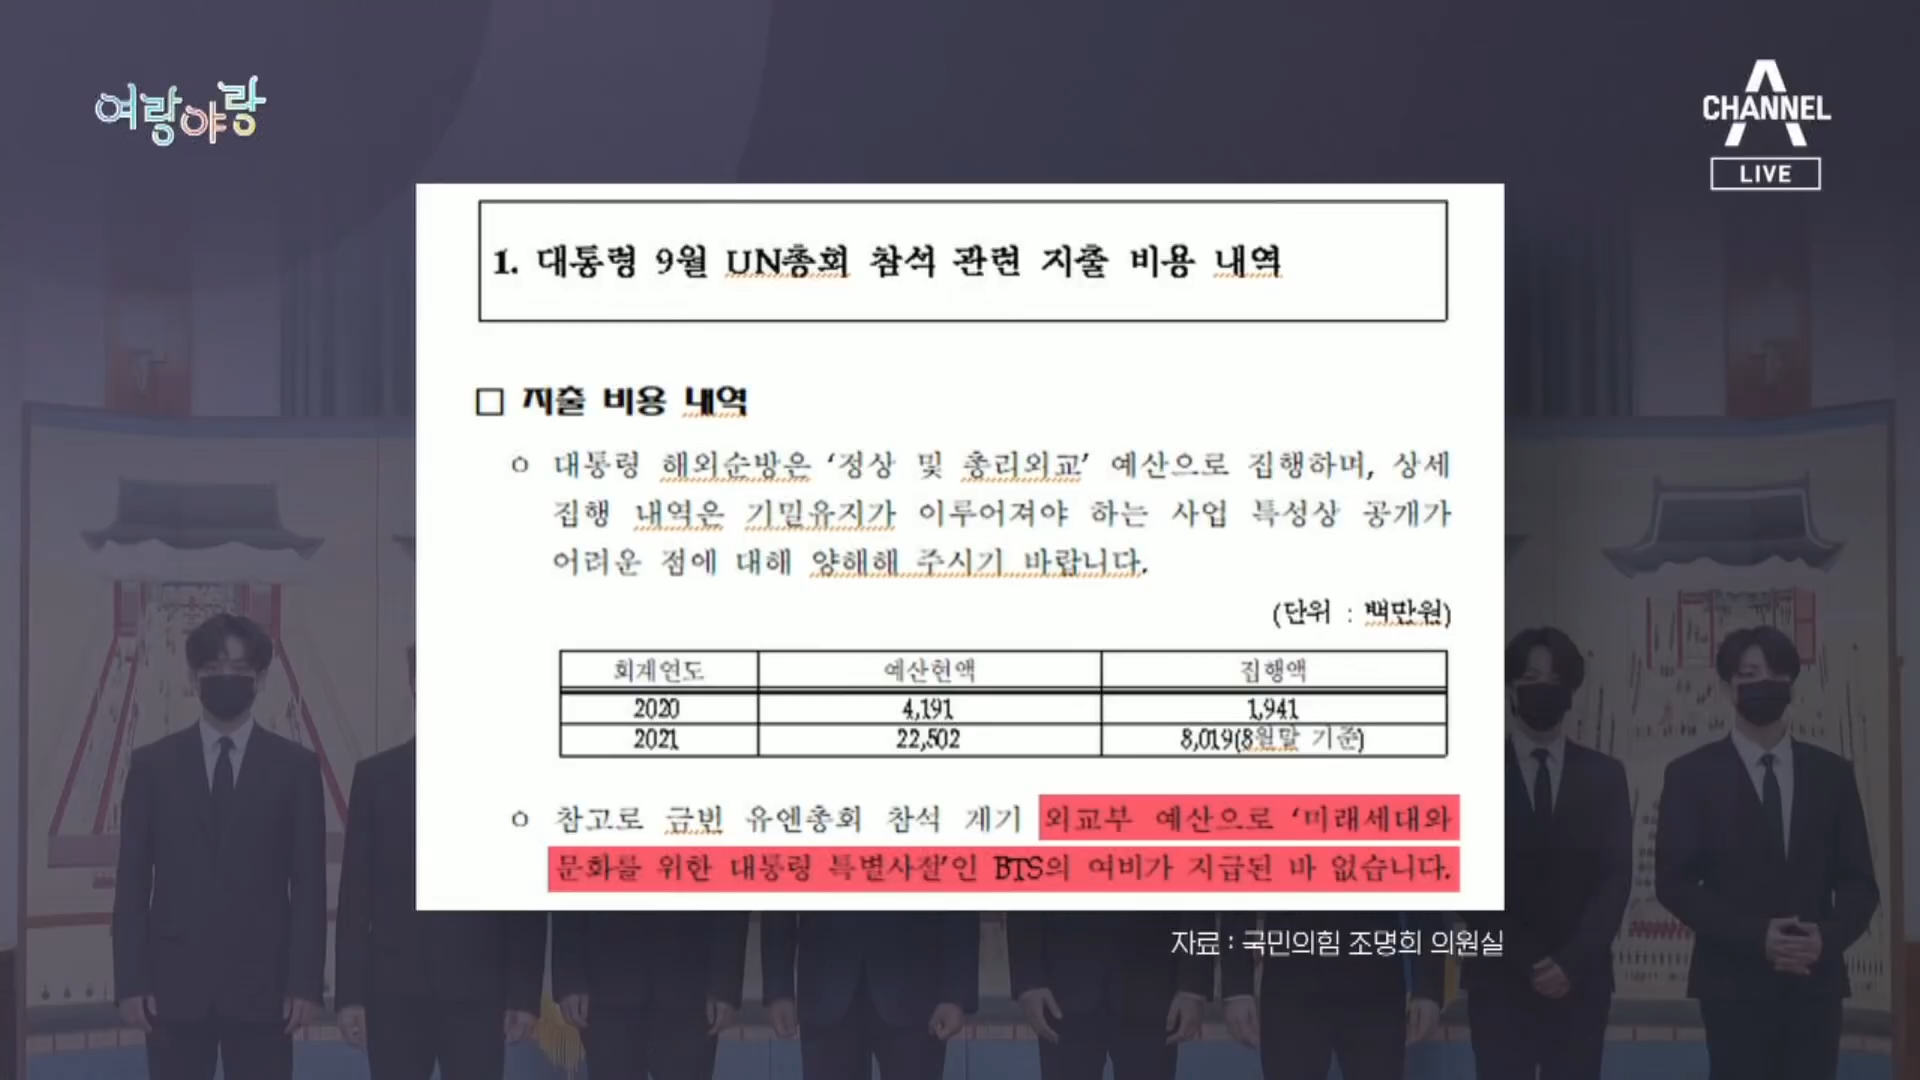 여랑야랑
CHANNEL A
LIVE
1. 대통령 9월 UN총회 참석 관련 지출 비용 내역
□ 지출 비용 내역
ㅇ 대통령 해외순방은 '정상 및 총리외교' 예산으로 집행하며, 상세
집행 내역은 기밀유지가 이루어져야 하는 사업 특성상 공개가
어려운 점에 대해 양해해 주시기 바랍니다.
(단위 : 백만원)
회계연도 예산현액 집행액
2020 4,191 1,941
2021 22,502 8,019(8월말 기준)
ㅇ 참고로 금번 유엔총회 참석 계기 외교부 예산으로 '미래세대와
문화를 위한 대통령 특별사절'인 BTS의 여비가 지급된 바 없습니다.
자료 : 국민의힘 조명희 의원실